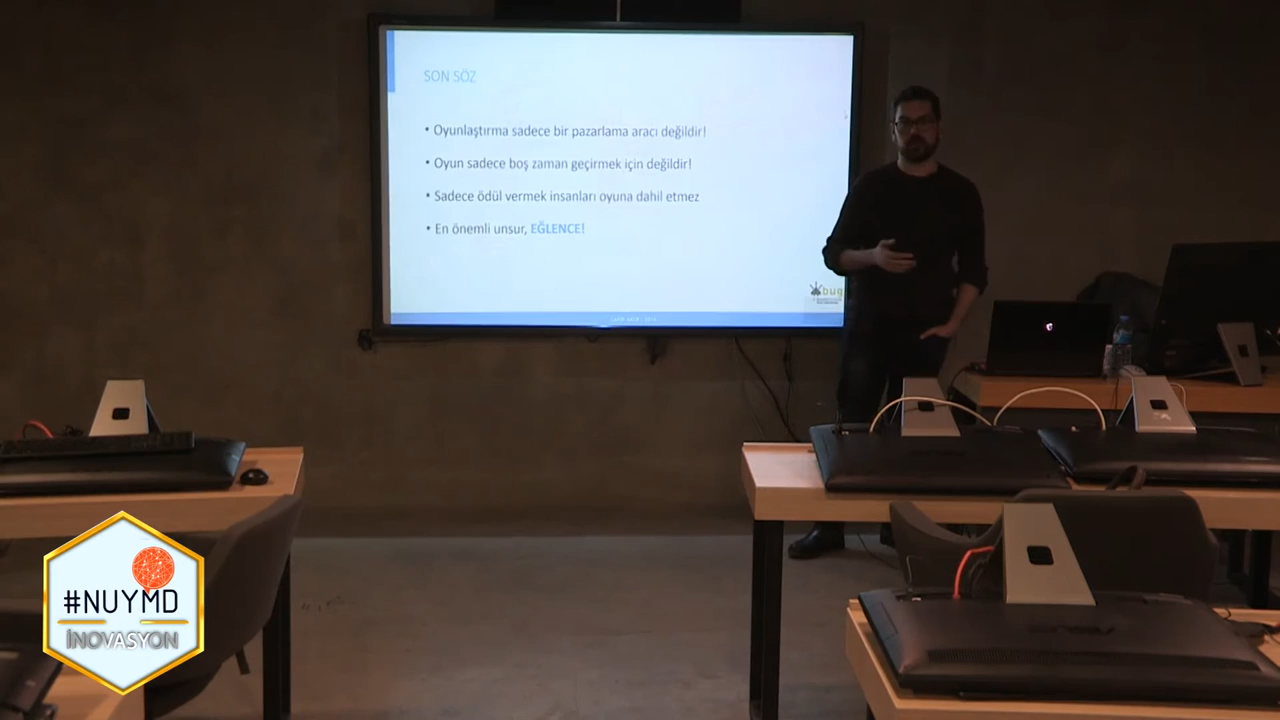 SON SÖZ
• Oyunlaştırma sadece bir pazarlama aracı değildir!
• Oyun sadece boş zaman geçirmek için değildir!
• Sadece ödül vermek insanları oyuna dahil etmez
• En önemli unsur, EĞLENCE!
bug
#NUYMD
İNOVASYON